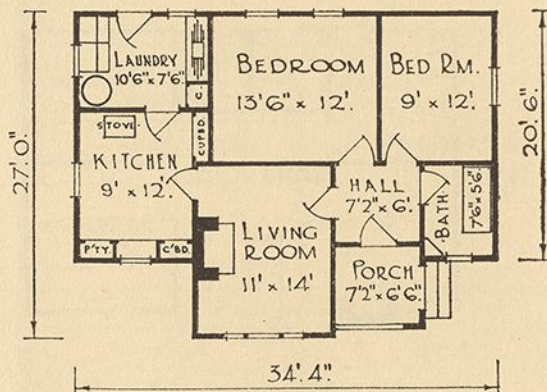 LAUNDRY
10'6" x 7'6".
C.
BEDROOM
13'6" x 12'.
BED RM.
9' x 12'.
27'.0".
20'.6".
STOVE.
CUPBD.
KITCHEN
9' x 12'.
HALL
7'2" x 6'.
BATH
7'6" x 5'6".
LIVING
ROOM
11' x 14'
P'TY.
C'BD.
PORCH
7'2" x 6'6".
34'.4".